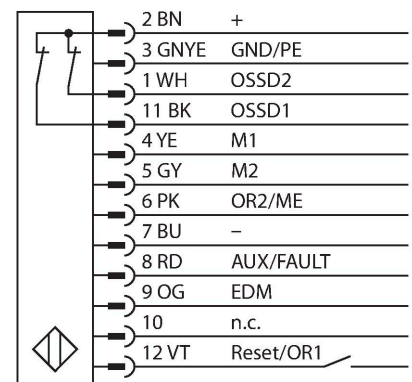 2 BN +
3 GNYE GND/PE
1 WH OSSD2
11 BK OSSD1
4 YE M1
5 GY M2
6 PK OR2/ME
7 BU –
8 RD AUX/FAULT
9 OG EDM
10 n.c.
12 VT Reset/OR1